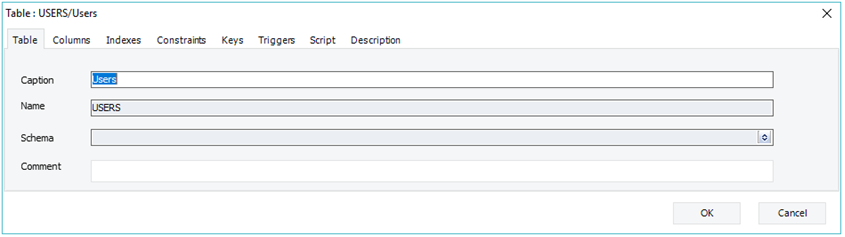 Table : USERS/Users
Table Columns Indexes Constraints Keys Triggers Script Description
Caption Users
Name USERS
Schema
Comment
OK Cancel